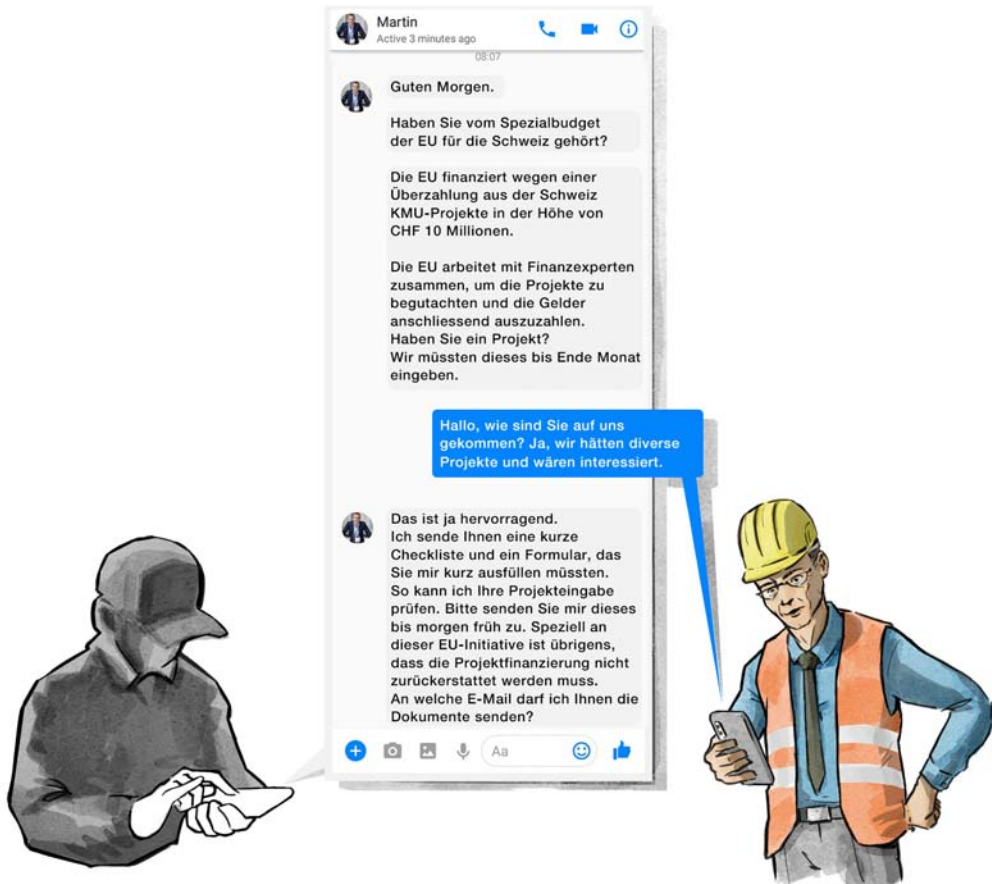 Martin
Active 3 minutes ago
08:07
Guten Morgen.
Haben Sie vom Spezialbudget
der EU für die Schweiz gehört?
Die EU finanziert wegen einer
Überzahlung aus der Schweiz
KMU-Projekte in der Höhe von
CHF 10 Millionen.
Die EU arbeitet mit Finanzexperten
zusammen, um die Projekte zu
begutachten und die Gelder
anschliessend auszuzahlen.
Haben Sie ein Projekt?
Wir müssten dieses bis Ende Monat
eingeben.
Hallo, wie sind Sie auf uns
gekommen? Ja, wir hätten diverse
Projekte und wären interessiert.
Das ist ja hervorragend.
Ich sende Ihnen eine kurze
Checkliste und ein Formular, das
Sie mir kurz ausfüllen müssten.
So kann ich Ihre Projekteingabe
prüfen. Bitte senden Sie mir dieses
bis morgen früh zu. Speziell an
dieser EU-Initiative ist übrigens,
dass die Projektfinanzierung nicht
zurückerstattet werden muss.
An welche E-Mail darf ich Ihnen die
Dokumente senden?
Aa